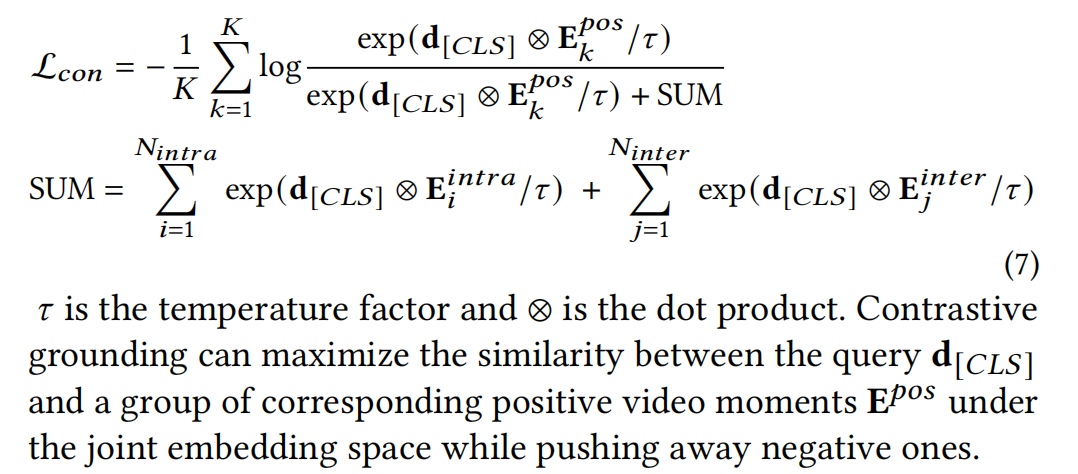 $\mathcal{L}_{con} = -\frac{1}{K} \sum_{k=1}^{K} \log \frac{\exp(\mathbf{d}_{[CLS]} \otimes \mathbf{E}_k^{pos}/\tau)}{\exp(\mathbf{d}_{[CLS]} \otimes \mathbf{E}_k^{pos}/\tau) + \text{SUM}}$
$\text{SUM} = \sum_{i=1}^{N_{intra}} \exp(\mathbf{d}_{[CLS]} \otimes \mathbf{E}_i^{intra}/\tau) + \sum_{j=1}^{N_{inter}} \exp(\mathbf{d}_{[CLS]} \otimes \mathbf{E}_j^{inter}/\tau)$
(7)
$\tau$ is the temperature factor and $\otimes$ is the dot product. Contrastive
grounding can maximize the similarity between the query $\mathbf{d}_{[CLS]}$
and a group of corresponding positive video moments $\mathbf{E}^{pos}$ under
the joint embedding space while pushing away negative ones.